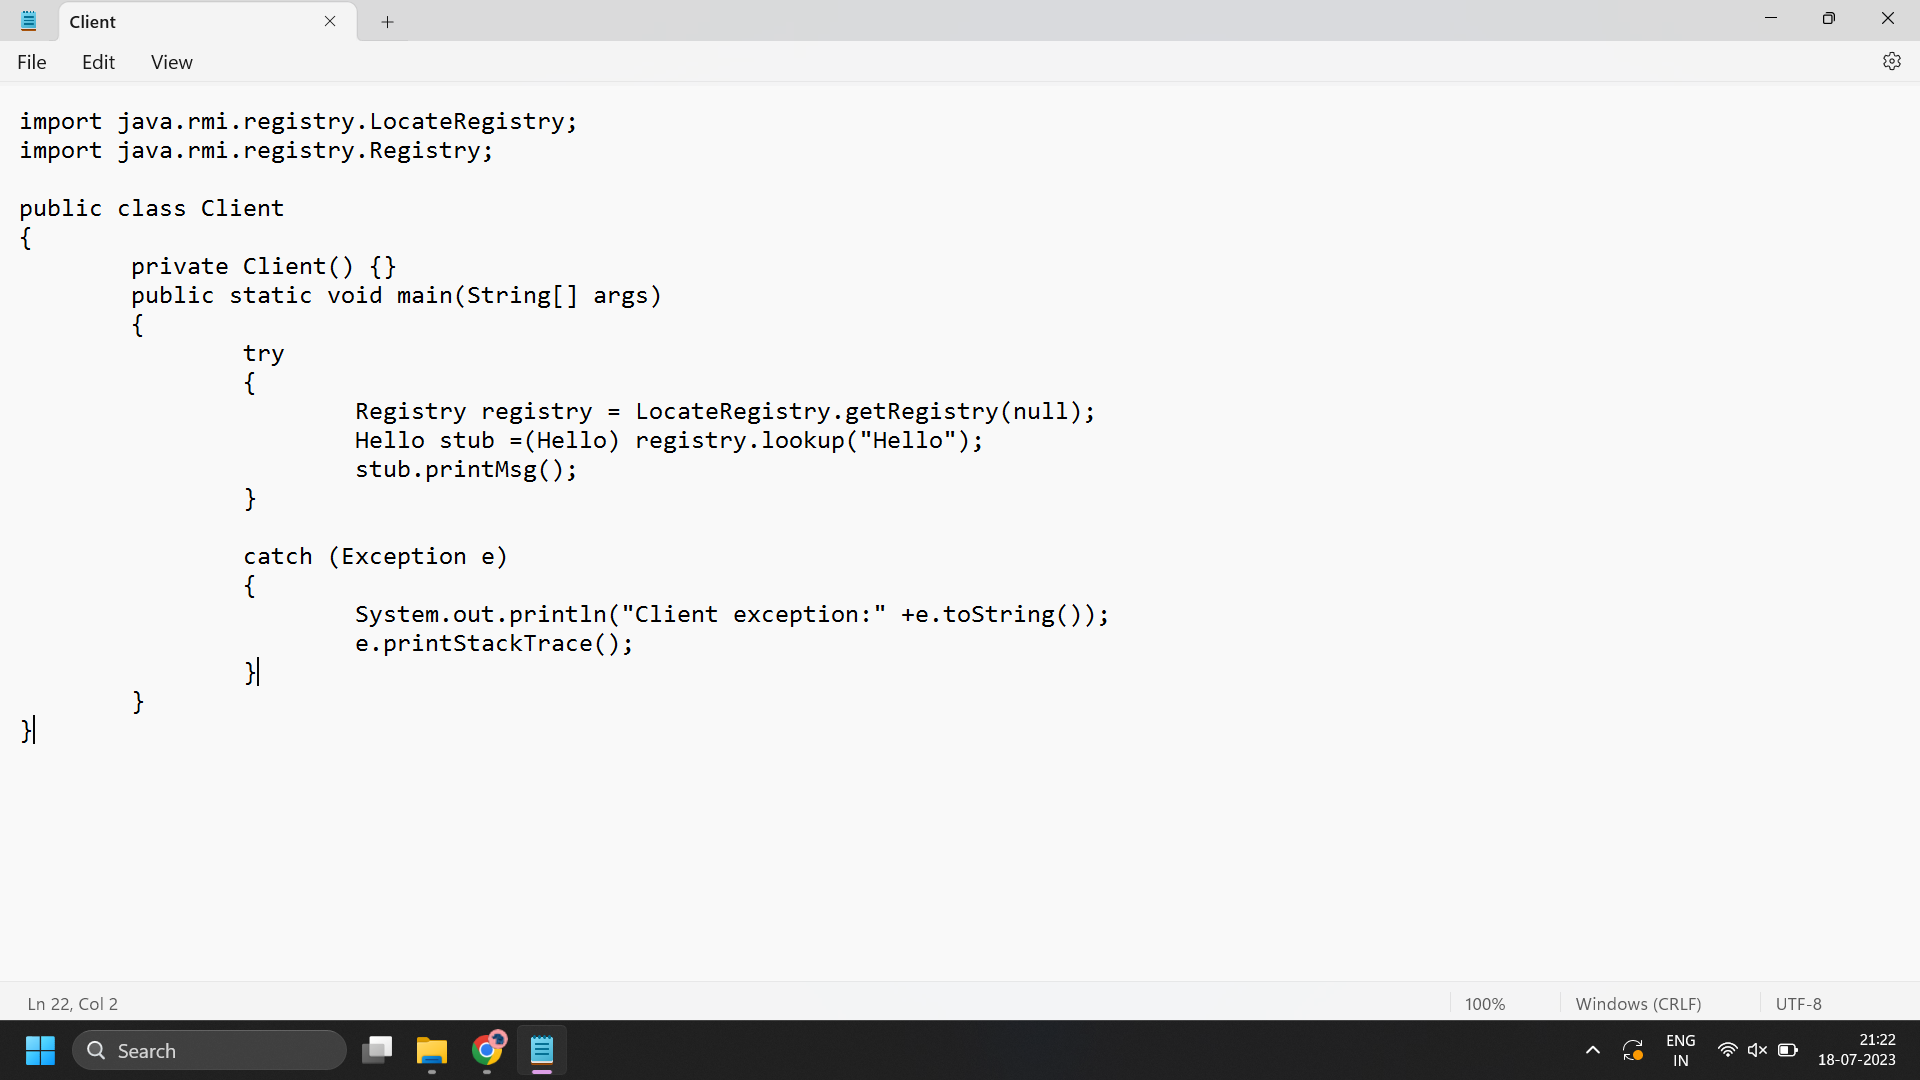 Client
File Edit View
import java.rmi.registry.LocateRegistry;
import java.rmi.registry.Registry;
public class Client
{
private Client() {}
public static void main(String[] args)
{
try
{
Registry registry = LocateRegistry.getRegistry(null);
Hello stub =(Hello) registry.lookup("Hello");
stub.printMsg();
}
catch (Exception e)
{
System.out.println("Client exception:" +e.toString());
e.printStackTrace();
}
}
}
Ln 22, Col 2 100% Windows (CRLF) UTF-8
Search ENG 21:22
IN 18-07-2023